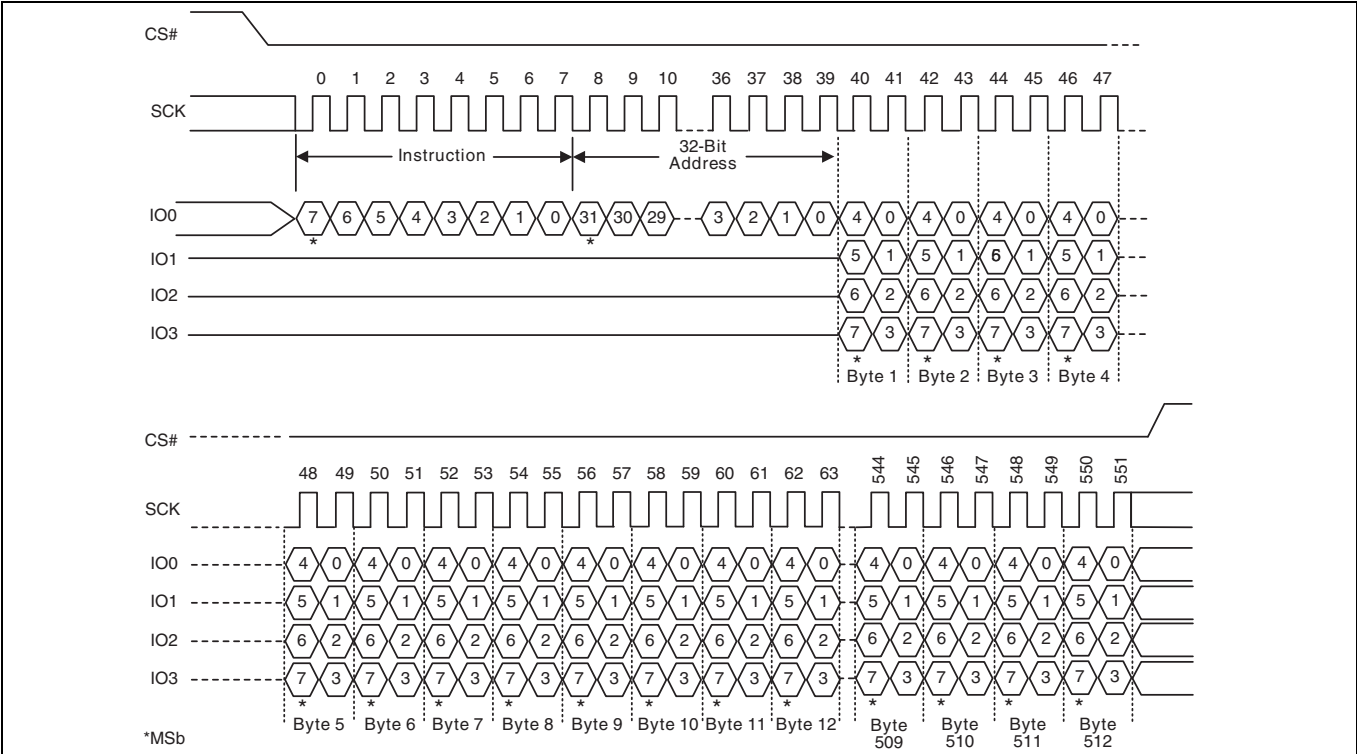 CS#
0 1 2 3 4 5 6 7 8 9 10 36 37 38 39 40 41 42 43 44 45 46 47
SCK
Instruction
32-Bit
Address
IO0 7 6 5 4 3 2 1 0 31 30 29 3 2 1 0 4 0 4 0 4 0 4 0
* *
IO1 5 1 5 1 6 1 5 1
IO2 6 2 6 2 6 2 6 2
IO3 7 3 7 3 7 3 7 3
* * * *
Byte 1 Byte 2 Byte 3 Byte 4
CS#
48 49 50 51 52 53 54 55 56 57 58 59 60 61 62 63 544 545 546 547 548 549 550 551
SCK
IO0 4 0 4 0 4 0 4 0 4 0 4 0 4 0 4 0 4 0 4 0 4 0 4 0
IO1 5 1 5 1 5 1 5 1 5 1 5 1 5 1 5 1 5 1 5 1 5 1 5 1
IO2 6 2 6 2 6 2 6 2 6 2 6 2 6 2 6 2 6 2 6 2 6 2 6 2
IO3 7 3 7 3 7 3 7 3 7 3 7 3 7 3 7 3 7 3 7 3 7 3 7 3
* * * * * * * * * * * *
Byte 5 Byte 6 Byte 7 Byte 8 Byte 9 Byte 10 Byte 11 Byte 12 Byte Byte Byte Byte
*MSb 509 510 511 512